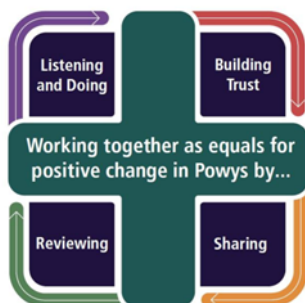 Listening
and Doing
Building
Trust
Working together as equals for
positive change in Powys by...
Reviewing
Sharing